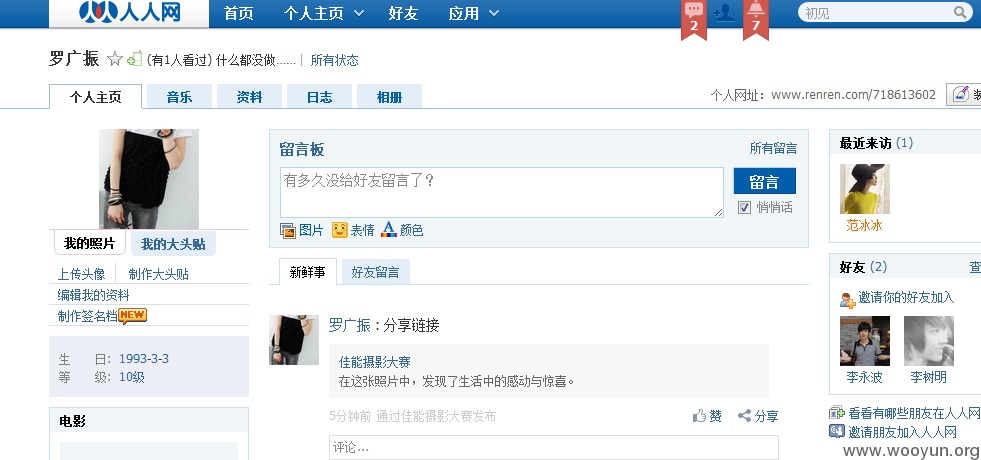 人人网 首页 个人主页 好友 应用 2 7 初见
罗广振 (有1人看过) 什么都没做...... | 所有状态
个人主页 音乐 资料 日志 相册 个人网址: www.renren.com/718613602
留言板 所有留言
有多久没给好友留言了？
留言
悄悄话
图片 表情 颜色
我的照片 我的大头贴
上传头像 制作大头贴
编辑我的资料
制作签名档 NEW
生 日: 1993-3-3
等 级: 10级
电影
新鲜事 好友留言
罗广振：分享链接
佳能摄影大赛
在这张照片中，发现了生活中的感动与惊喜。
5分钟前 通过佳能摄影大赛发布 赞 分享
评论...
最近来访 (1)
范冰冰
好友 (2) 查
邀请你的好友加入
李永波 李树明
看看有哪些朋友在人人网
邀请朋友加入人人网
www.wooyun.org